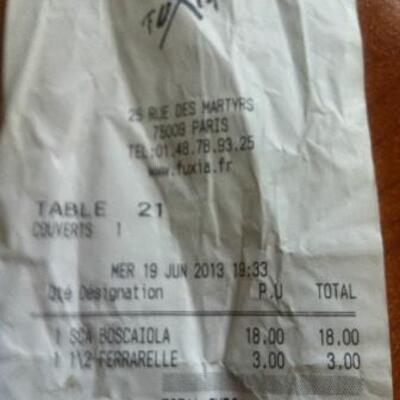 FUXIA
25 RUE DES MARTYRS
75009 PARIS
TEL:01.48.78.93.25
www.fuxia.fr
TABLE 21
COUVERTS 1
MER 19 JUN 2013 19:33
Qté Désignation P.U TOTAL
1 SCA BOSCAIOLA 18.00 18.00
1 1\2 FERRARELLE 3.00 3.00